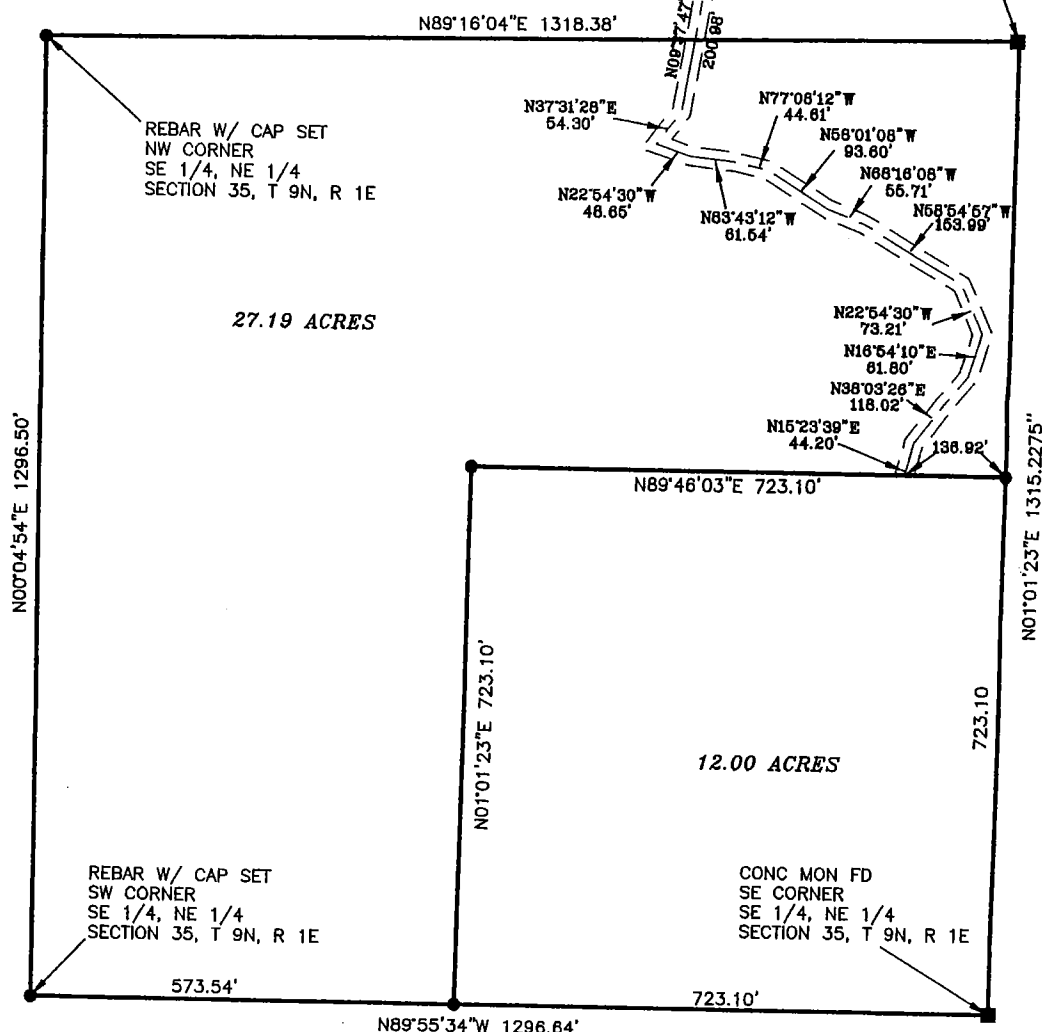 N89°16'04"E 1318.38'
N09°37'47"
200.98'
REBAR W/ CAP SET
NW CORNER
SE 1/4, NE 1/4
SECTION 35, T 9N, R 1E
N37°31'28"E
54.30'
N77°08'12"W
44.61'
N56°01'08"W
93.60'
N68°16'08"W
55.71'
N58°54'57"W
153.99'
N22°54'30"W
48.65'
N83°43'12"W
61.54'
27.19 ACRES
N22°54'30"W
73.21'
N16°54'10"E
61.80'
N38°03'26"E
118.02'
N15°23'39"E
44.20'
136.92'
N00°04'54"E 1296.50'
N89°46'03"E 723.10'
N01°01'23"E 1315.2275"
N01°01'23"E 723.10'
723.10
12.00 ACRES
REBAR W/ CAP SET
SW CORNER
SE 1/4, NE 1/4
SECTION 35, T 9N, R 1E
CONC MON FD
SE CORNER
SE 1/4, NE 1/4
SECTION 35, T 9N, R 1E
573.54'
723.10'
N89°55'34"W 1296.64'